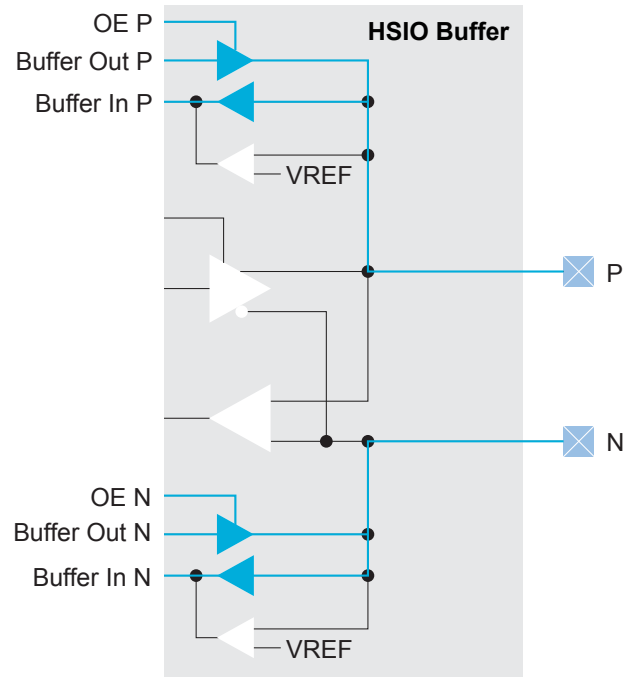 OE P
HSIO Buffer
Buffer Out P
Buffer In P
VREF
P
N
OE N
Buffer Out N
Buffer In N
VREF